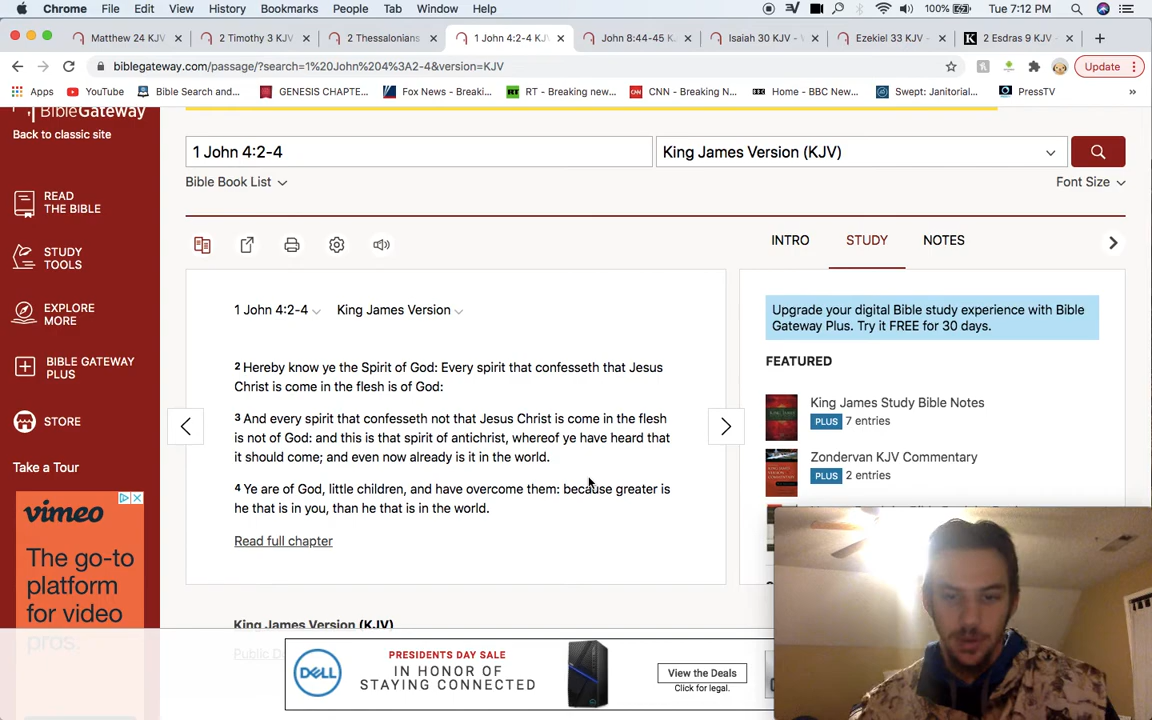 Chrome File Edit View History Bookmarks People Tab Window Help 100% Tue 7:12 PM
Matthew 24 KJV
2 Timothy 3 KJV
2 Thessalonians
1 John 4:2-4 KJV
John 8:44-45 K
Isaiah 30 KJV -
Ezekiel 33 KJV
2 Esdras 9 KJV
biblegateway.com/passage/?search=1%20John%204%3A2-4&version=KJV
Update
Apps YouTube Bible Search and... GENESIS CHAPTE... Fox News - Breaki... RT - Breaking new... CNN - Breaking N... Home - BBC New... Swept: Janitorial... PressTV
BibleGateway
Back to classic site
READ
THE BIBLE
STUDY
TOOLS
EXPLORE
MORE
BIBLE GATEWAY
PLUS
STORE
Take a Tour
vimeo
The go-to
platform
for video
pros.
1 John 4:2-4
King James Version (KJV)
Bible Book List
Font Size
INTRO STUDY NOTES
1 John 4:2-4 King James Version
2 Hereby know ye the Spirit of God: Every spirit that confesseth that Jesus
Christ is come in the flesh is of God:
3 And every spirit that confesseth not that Jesus Christ is come in the flesh
is not of God: and this is that spirit of antichrist, whereof ye have heard that
it should come; and even now already is it in the world.
4 Ye are of God, little children, and have overcome them: because greater is
he that is in you, than he that is in the world.
Read full chapter
King James Version (KJV)
Public
Upgrade your digital Bible study experience with Bible
Gateway Plus. Try it FREE for 30 days.
FEATURED
King James Study Bible Notes
PLUS 7 entries
Zondervan KJV Commentary
PLUS 2 entries
DELL
PRESIDENTS DAY SALE
IN HONOR OF
STAYING CONNECTED
View the Deals
Click for legal.